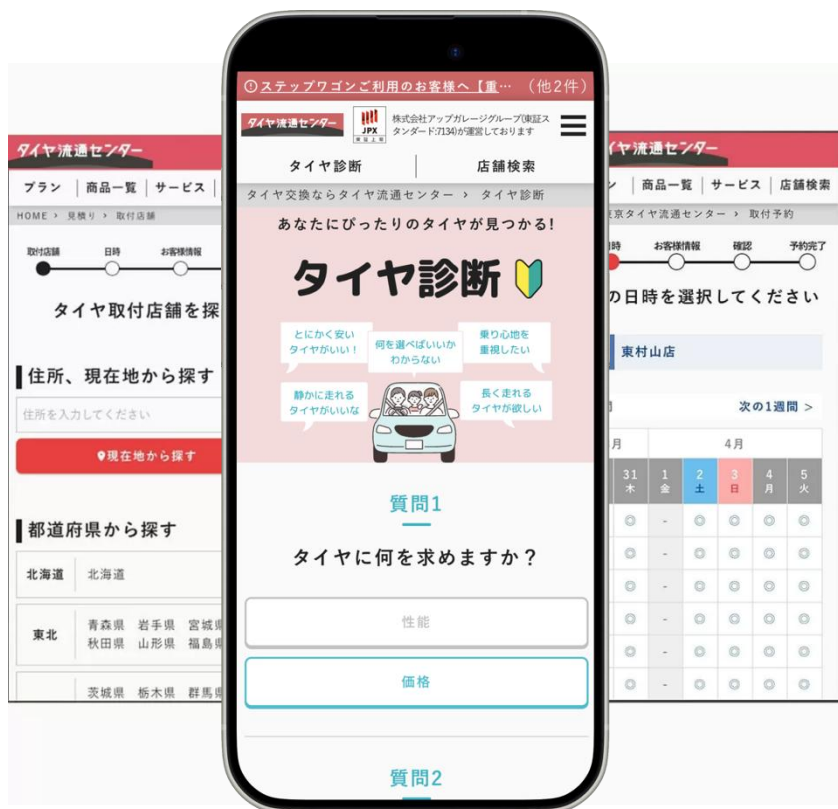 タイヤ流通センター
プラン
商品一覧
サービス
HOME > 見積り > 取付店舗
取付店舗
日時
お客様情報
タイヤ取付店舗を探
住所、現在地から探す
住所を入力してください
現在地から探す
都道府県から探す
北海道
北海道
東北
青森県 岩手県 宮城県
秋田県 山形県 福島県
茨城県 栃木県 群馬県
ステップワゴンご利用のお客様へ【重… (他2件)
タイヤ流通センター
JPX
東証上場
株式会社アップガレージグループ(東証ス
タンダード:7134)が運営しております
タイヤ診断
店舗検索
タイヤ交換ならタイヤ流通センター > タイヤ診断
あなたにぴったりのタイヤが見つかる!
タイヤ診断
とにかく安い
タイヤがいい！
何を選べばいいか
わからない
乗り心地を
重視したい
静かに走れる
タイヤがいいな
長く走れる
タイヤが欲しい
質問1
タイヤに何を求めますか？
性能
価格
質問2
イヤ流通センター
ン
商品一覧
サービス
店舗検索
京タイヤ流通センター > 取付予約
時
お客様情報
確認
予約完了
の日時を選択してください
東村山店
間
次の1週間 >
月
4月
31 1 2 3 4 5
木 金 土 日 月 火
◎ - ◎ ◎ ◎ ◎
◎ - ◎ ◎ ◎ ◎
◎ - ◎ ◎ ◎ ◎
◎ - ◎ ◎ ◎ ◎
◎ - ◎ ◎ ◎ ◎
◎ - ◎ ◎ ◎ ◎